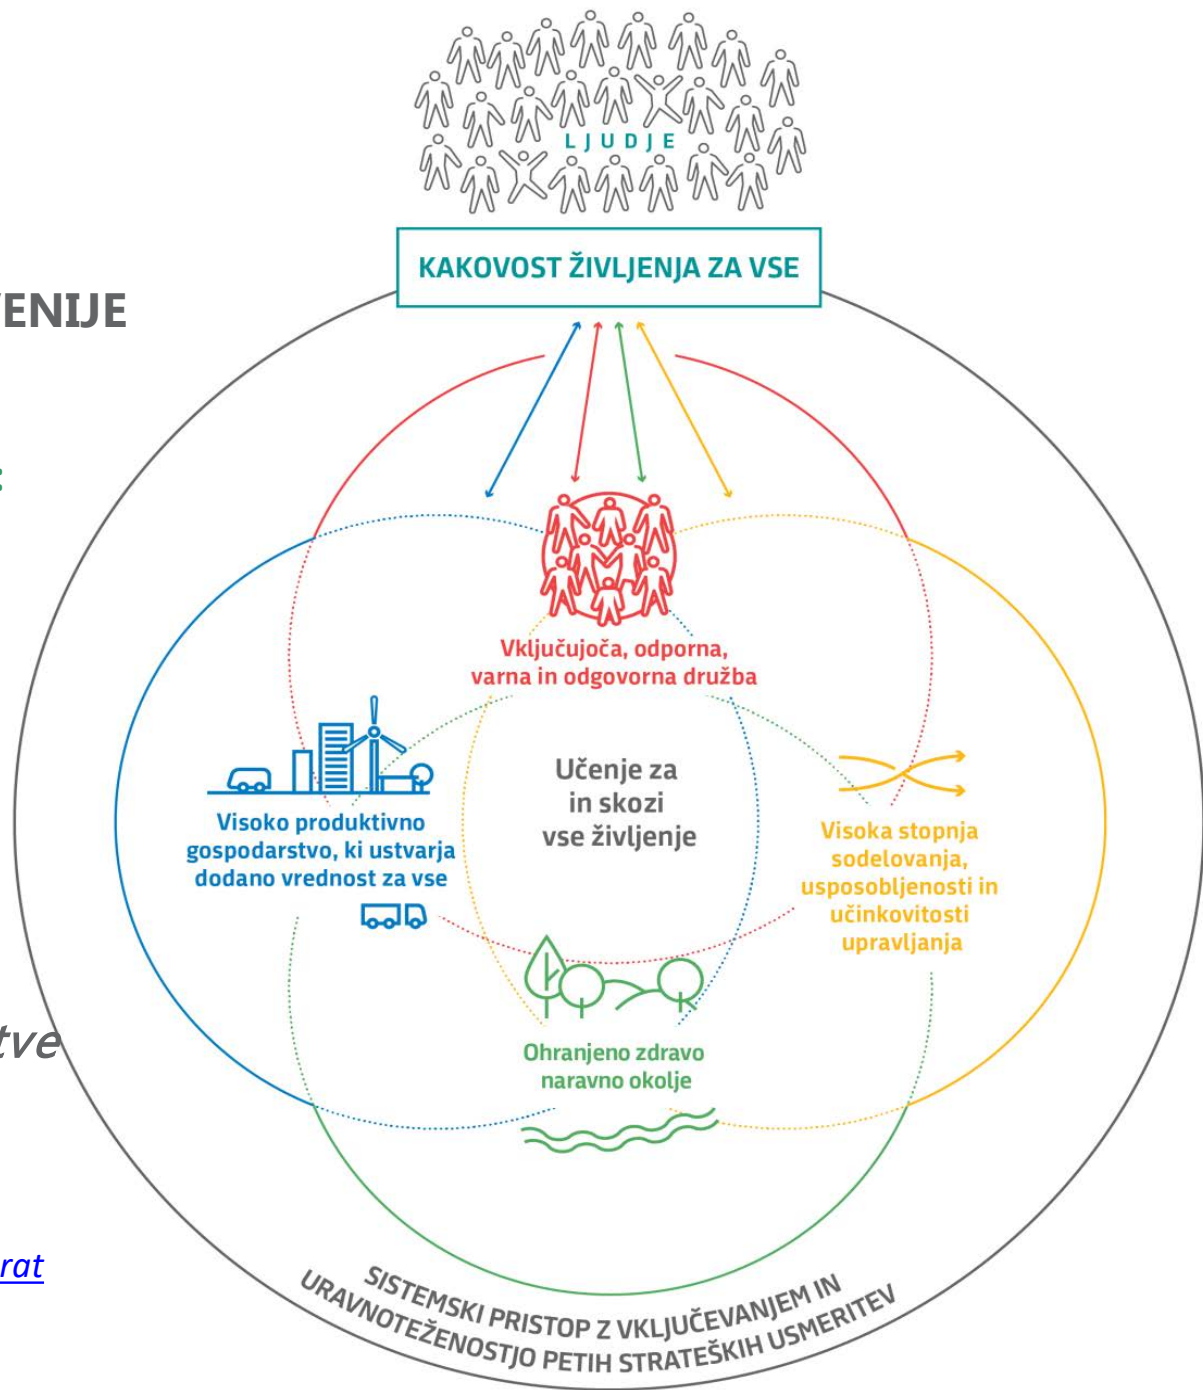 LJUDJE
KAKOVOST ŽIVLJENJA ZA VSE
VENIJE
:
Vključujoča, odporna,
varna in odgovorna družba
Učenje za
in skozi
vse življenje
Visoko produktivno
gospodarstvo, ki ustvarja
dodano vrednost za vse
Visoka stopnja
sodelovanja,
usposobljenosti in
učinkovitosti
upravljanja
tve
Ohranjeno zdravo
naravno okolje
rat
SISTEMSKI PRISTOP Z VKLJUČEVANJEM IN
URAVNOTEŽENOSTJO PETIH STRATEŠKIH USMERITEV